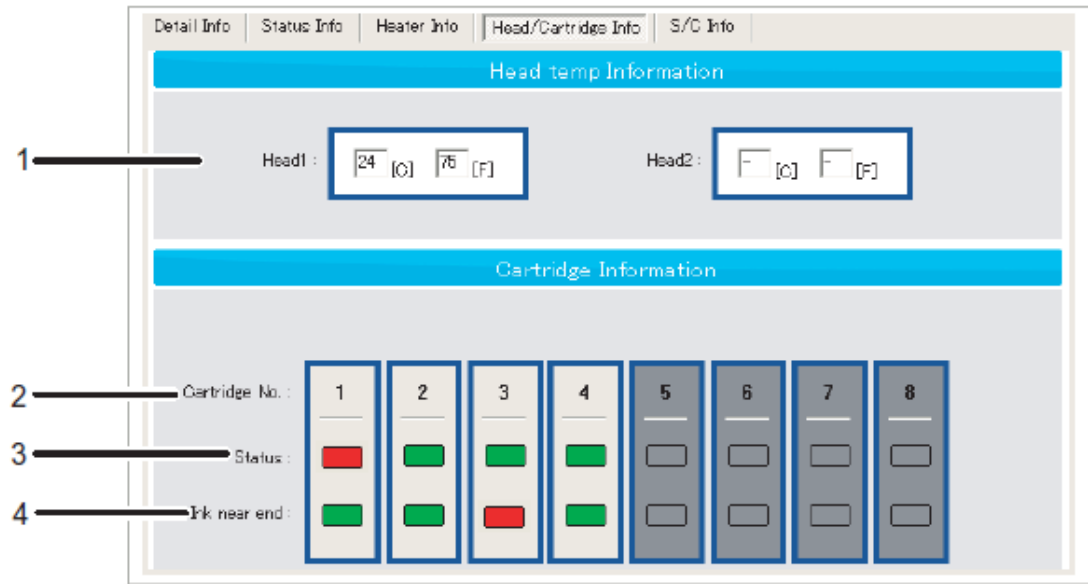 Detail Info Status Info Heater Info Head/Cartridge Info S/C Info
Head temp Information
1 Head1 : 24 [C] 75 [F] Head2 : - [C] - [F]
Cartridge Information
2 Cartridge No. : 1 2 3 4 5 6 7 8
3 Status :
4 Ink near end :